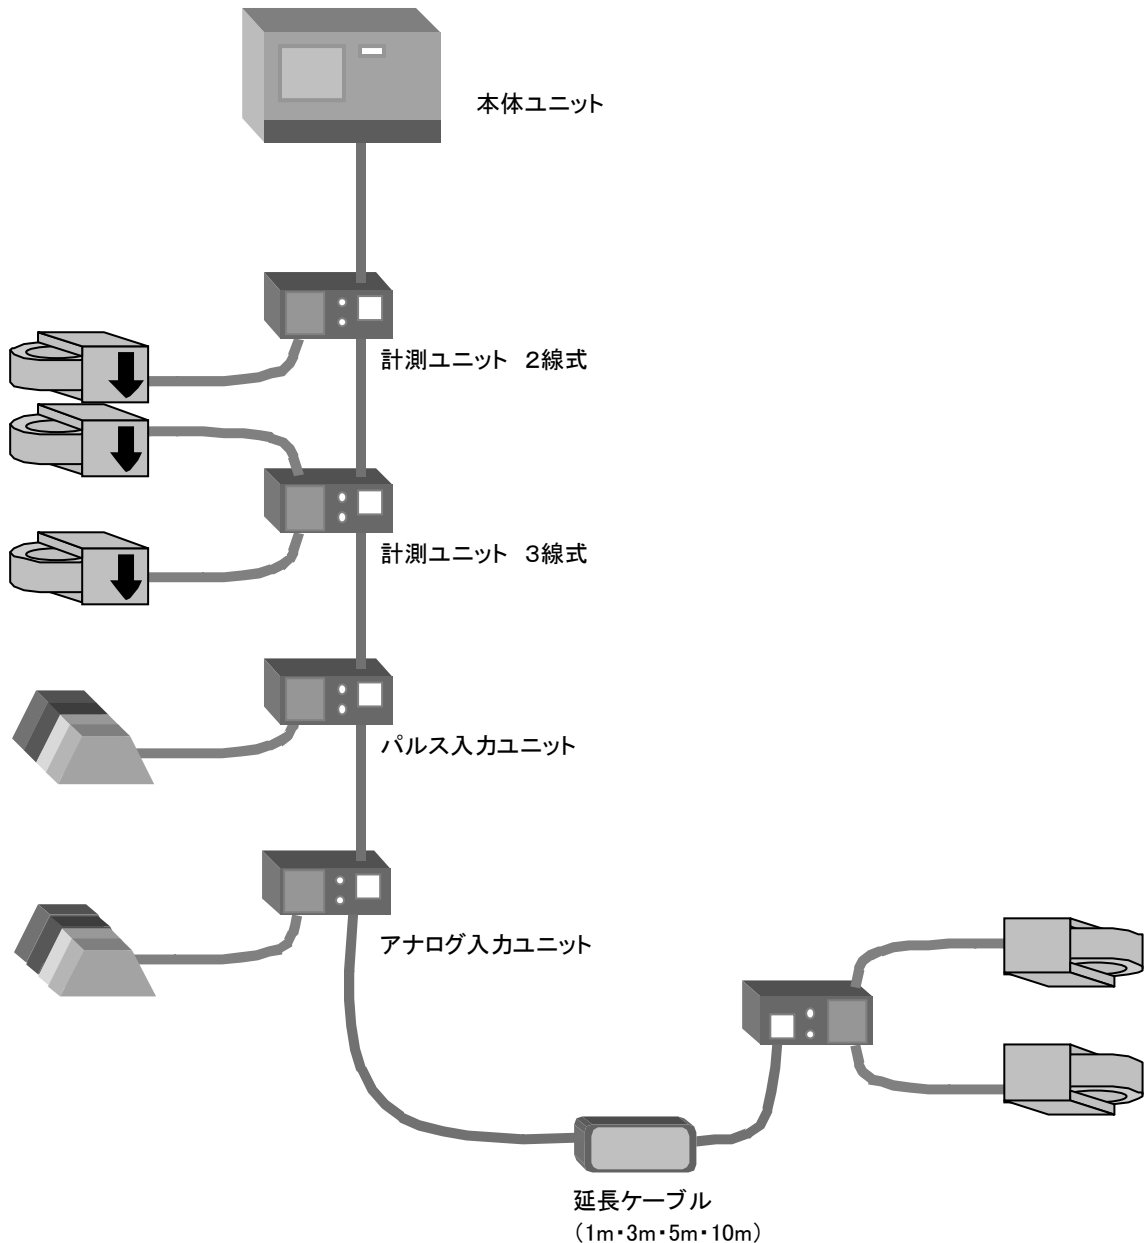 本体ユニット
計測ユニット　２線式
計測ユニット　３線式
パルス入力ユニット
アナログ入力ユニット
延長ケーブル
（1m・3m・5m・10m）